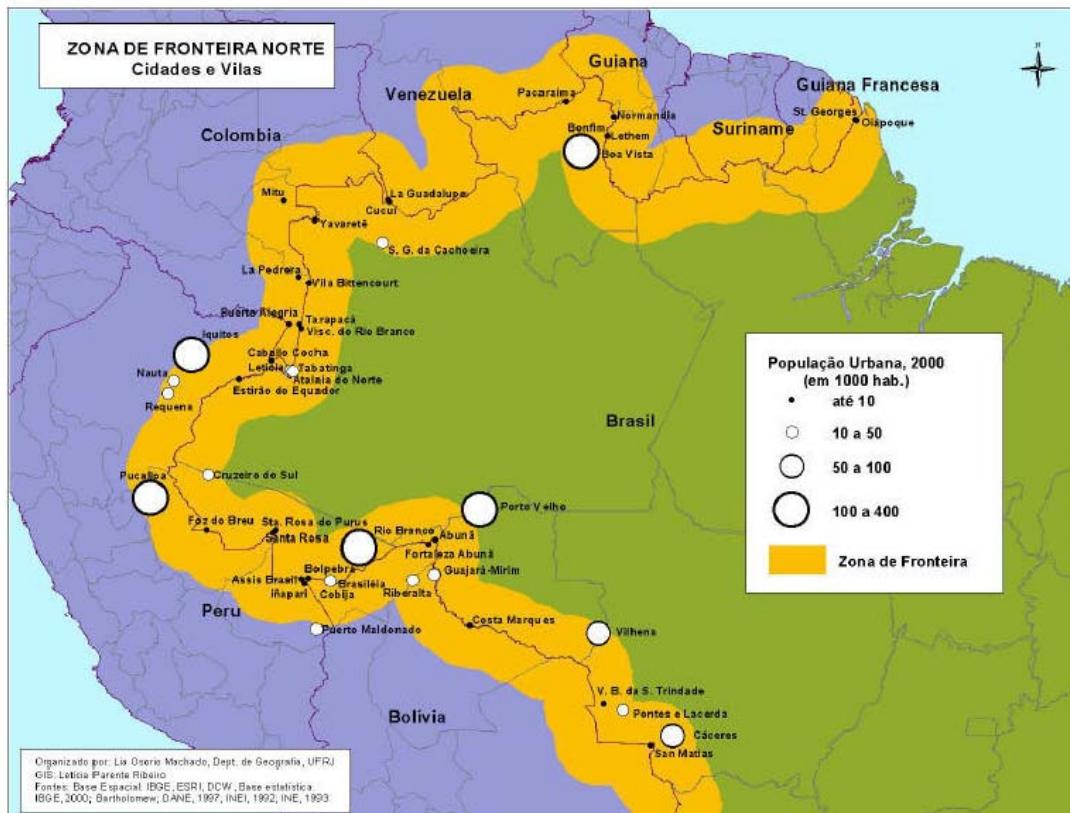 ZONA DE FRONTEIRA NORTE
Cidades e Vilas
N
Guiana
Guiana Francesa
Pacaraima
Venezuela
St. Georges
Normandia
Oiapoque
Suriname
Bonfim
Lethem
Colombia
Boa Vista
Mitu
La Guadalupe
Cucuí
Yavaretê
S. G. da Cachoeira
La Pedrera
Vila Bittencourt
Puerto Alegria
Tarapacá
Visc. do Rio Branco
Iquitos
Caballo Cocha
Leticia
Tabatinga
Nauta
Atalaia do Norte
Estirão do Equador
Requena
Brasil
População Urbana, 2000
(em 1000 hab.)
até 10
10 a 50
50 a 100
100 a 400
Zona de Fronteira
Pucallpa
Cruzeiro do Sul
Porto Velho
Foz do Breu
Sta. Rosa do Purus
Rio Branco
Abunã
Santa Rosa
Fortaleza Abunã
Bolpebra
Guajará-Mirim
Assis Brasil
Brasiléia
Iñapari
Cobija
Riberalta
Peru
Puerto Maldonado
Costa Marques
Vilhena
V. B. da S. Trindade
Pontes e Lacerda
Bolívia
Cáceres
San Matias
Organizado por: Lia Osorio Machado, Dept. de Geografia, UFRJ
GIS: Leticia Parente Ribeiro
Fontes: Base Espacial: IBGE, ESRI, DCW, Base estatística
IBGE, 2000; Bartholomew; DANE, 1997; INEI, 1992; INE, 1993